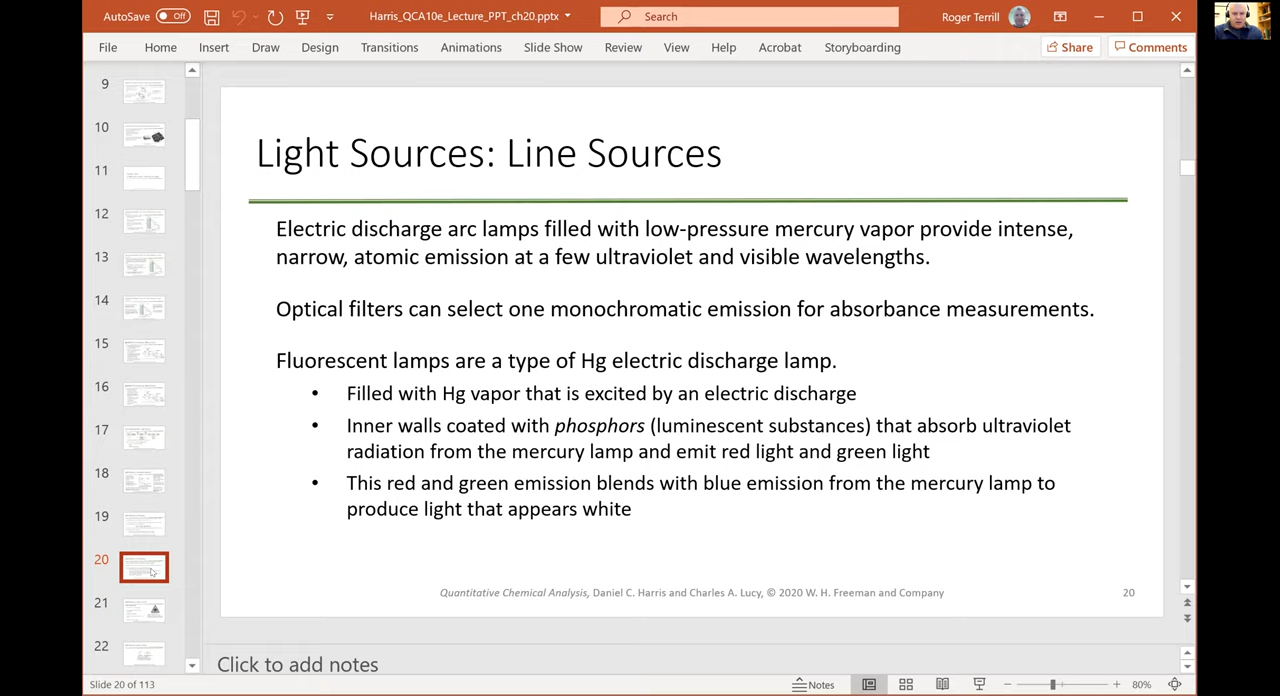 AutoSave Off Harris_QCA10e_Lecture_PPT_ch20.pptx Search Roger Terrill
File Home Insert Draw Design Transitions Animations Slide Show Review View Help Acrobat Storyboarding Share Comments
9
10
11
12
13
14
15
16
17
18
19
20
21
22
Light Sources: Line Sources
Electric discharge arc lamps filled with low-pressure mercury vapor provide intense,
narrow, atomic emission at a few ultraviolet and visible wavelengths.
Optical filters can select one monochromatic emission for absorbance measurements.
Fluorescent lamps are a type of Hg electric discharge lamp.
• Filled with Hg vapor that is excited by an electric discharge
• Inner walls coated with phosphors (luminescent substances) that absorb ultraviolet
radiation from the mercury lamp and emit red light and green light
• This red and green emission blends with blue emission from the mercury lamp to
produce light that appears white
Quantitative Chemical Analysis, Daniel C. Harris and Charles A. Lucy, © 2020 W. H. Freeman and Company 20
Click to add notes
Slide 20 of 113 Notes 80%